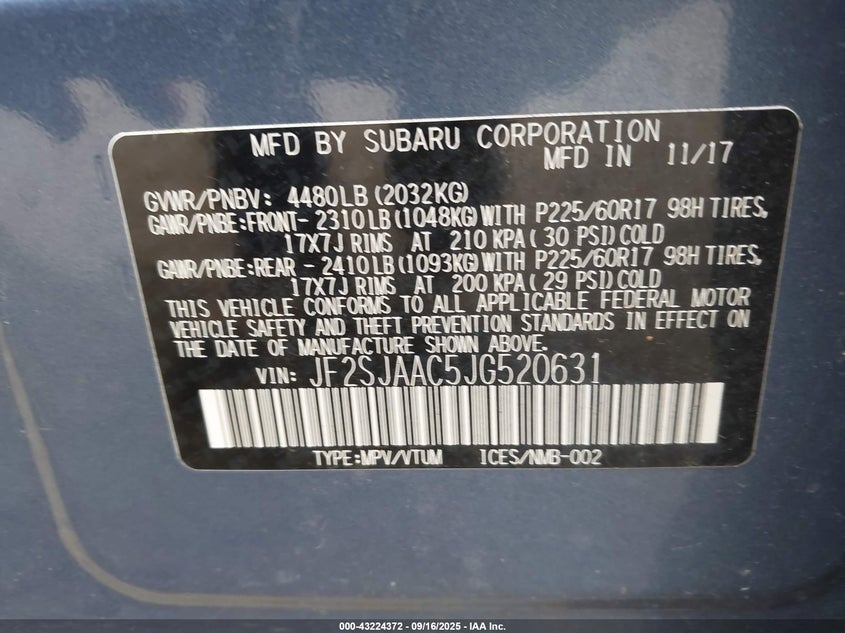 MFD BY SUBARU CORPORATION
MFD IN 11/17
GVWR/PNBV: 4480LB (2032KG)
GAWR/PNBE:FRONT- 2310LB (1048KG) WITH P225/60R17 98H TIRES,
17X7J RIMS AT 210 KPA( 30 PSI) COLD
GAWR/PNBE:REAR - 2410LB (1093KG) WITH P225/60R17 98H TIRES,
17X7J RIMS AT 200 KPA( 29 PSI) COLD
THIS VEHICLE CONFORMS TO ALL APPLICABLE FEDERAL MOTOR
VEHICLE SAFETY AND THEFT PREVENTION STANDARDS IN EFFECT ON
THE DATE OF MANUFACTURE SHOWN ABOVE.
VIN: JF2SJAAC5JG520631
TYPE:MPV/VTUM ICES/NMB-002
000-43224372 - 09/16/2025 - IAA Inc.